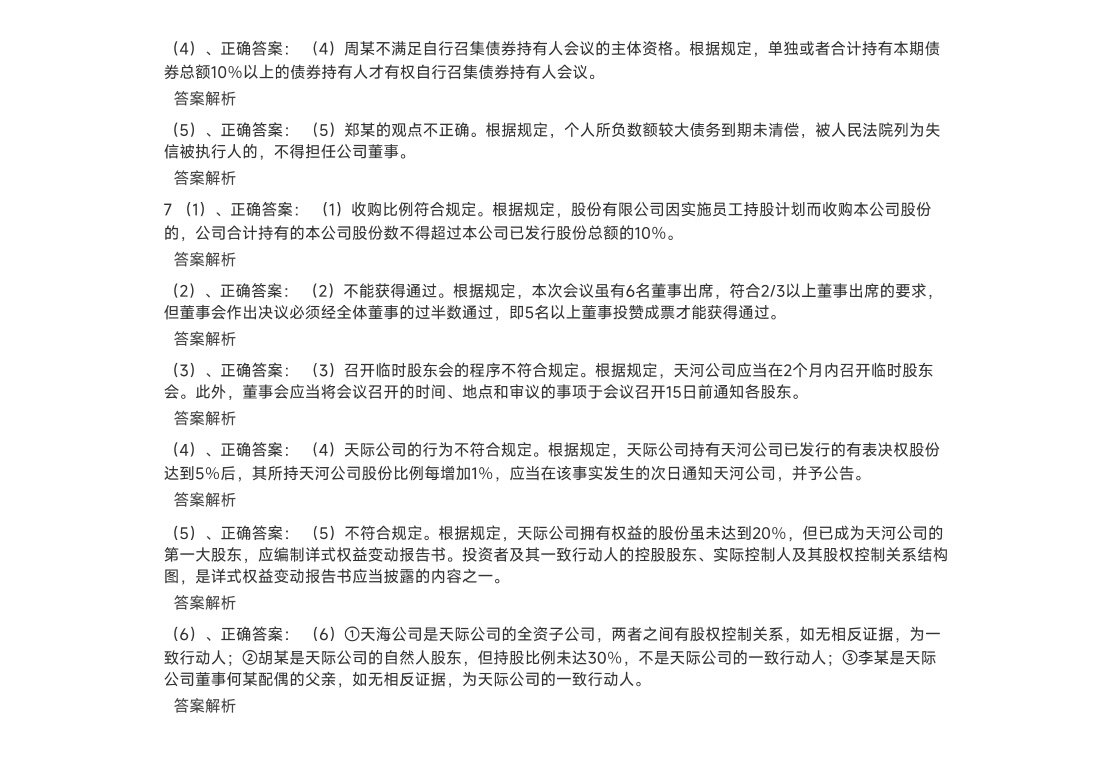 （4）、正确答案： （4）周某不满足自行召集债券持有人会议的主体资格。根据规定，单独或者合计持有本期债
券总额10%以上的债券持有人才有权自行召集债券持有人会议。
答案解析
（5）、正确答案： （5）郑某的观点不正确。根据规定，个人所负数额较大债务到期未清偿，被人民法院列为失
信被执行人的，不得担任公司董事。
答案解析
7 （1）、正确答案： （1）收购比例符合规定。根据规定，股份有限公司因实施员工持股计划而收购本公司股份
的，公司合计持有的本公司股份数不得超过本公司已发行股份总额的10%。
答案解析
（2）、正确答案： （2）不能获得通过。根据规定，本次会议虽有6名董事出席，符合2/3以上董事出席的要求，
但董事会作出决议必须经全体董事的过半数通过，即5名以上董事投赞成票才能获得通过。
答案解析
（3）、正确答案： （3）召开临时股东会的程序不符合规定。根据规定，天河公司应当在2个月内召开临时股东
会。此外，董事会应当将会议召开的时间、地点和审议的事项于会议召开15日前通知各股东。
答案解析
（4）、正确答案： （4）天际公司的行为不符合规定。根据规定，天际公司持有天河公司已发行的有表决权股份
达到5%后，其所持天河公司股份比例每增加1%，应当在该事实发生的次日通知天河公司，并予公告。
答案解析
（5）、正确答案： （5）不符合规定。根据规定，天际公司拥有权益的股份虽未达到20%，但已成为天河公司的
第一大股东，应编制详式权益变动报告书。投资者及其一致行动人的控股股东、实际控制人及其股权控制关系结构
图，是详式权益变动报告书应当披露的内容之一。
答案解析
（6）、正确答案： （6）①天海公司是天际公司的全资子公司，两者之间有股权控制关系，如无相反证据，为一
致行动人；②胡某是天际公司的自然人股东，但持股比例未达30%，不是天际公司的一致行动人；③李某是天际
公司董事何某配偶的父亲，如无相反证据，为天际公司的一致行动人。
答案解析